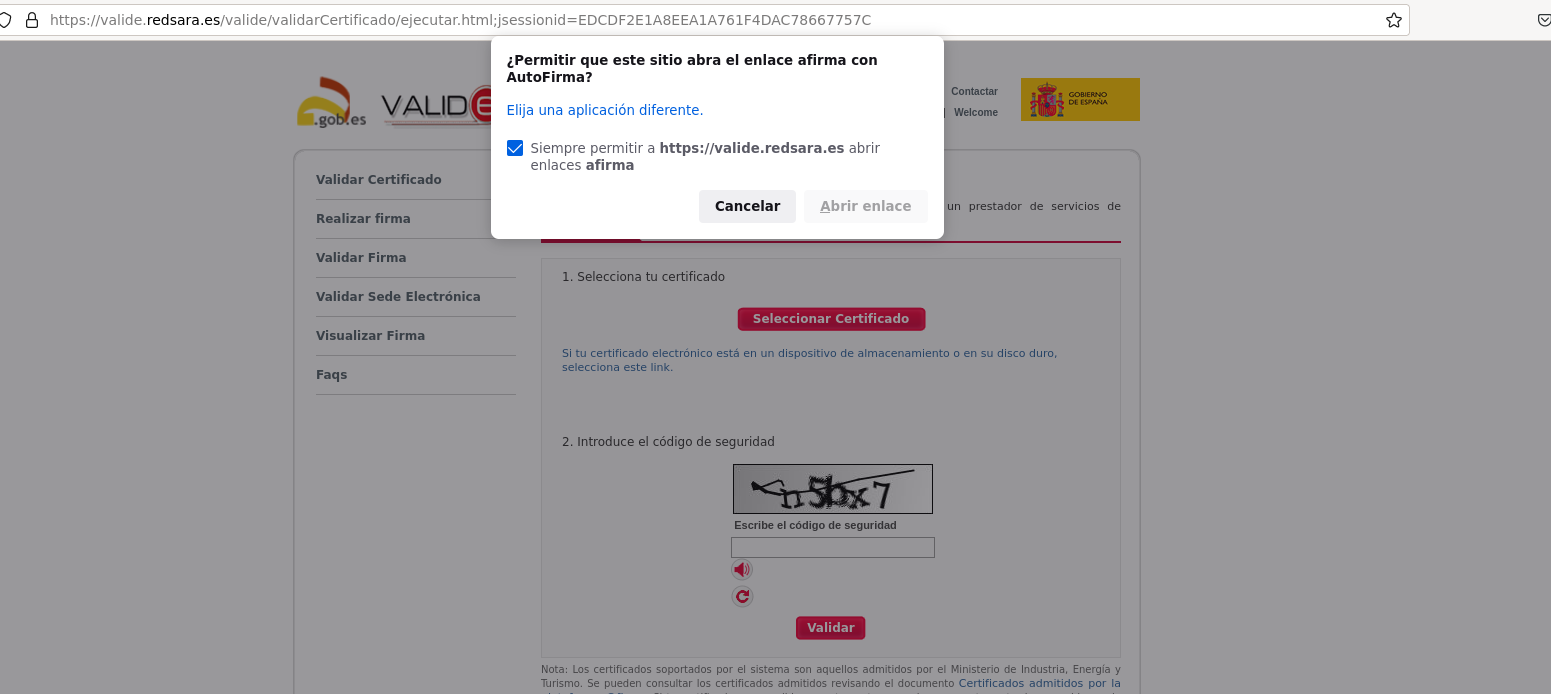 https://valide.redsara.es/valide/validarCertificado/ejecutar.html;jsessionid=EDCDF2E1A8EEA1A761F4DAC78667757C
¿Permitir que este sitio abra el enlace afirma con
AutoFirma?
Elija una aplicación diferente.
Siempre permitir a https://valide.redsara.es abrir
enlaces afirma
Cancelar
Abrir enlace
.gob.es
VALIDe
Contactar
| Welcome
GOBIERNO
DE ESPAÑA
Validar Certificado
Realizar firma
Validar Firma
Validar Sede Electrónica
Visualizar Firma
Faqs
un prestador de servicios de
1. Selecciona tu certificado
Seleccionar Certificado
Si tu certificado electrónico está en un dispositivo de almacenamiento o en su disco duro,
selecciona este link.
2. Introduce el código de seguridad
Escribe el código de seguridad
Validar
Nota: Los certificados soportados por el sistema son aquellos admitidos por el Ministerio de Industria, Energía y
Turismo. Se pueden consultar los certificados admitidos revisando el documento Certificados admitidos por la